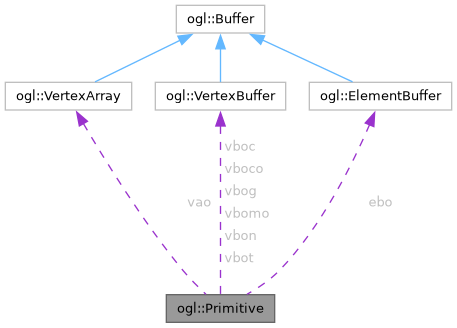 ogl::Buffer
ogl::VertexArray
ogl::VertexBuffer
ogl::ElementBuffer
vboc
vboco
vbog
vao
ebo
vbomo
vbon
vbot
ogl::Primitive